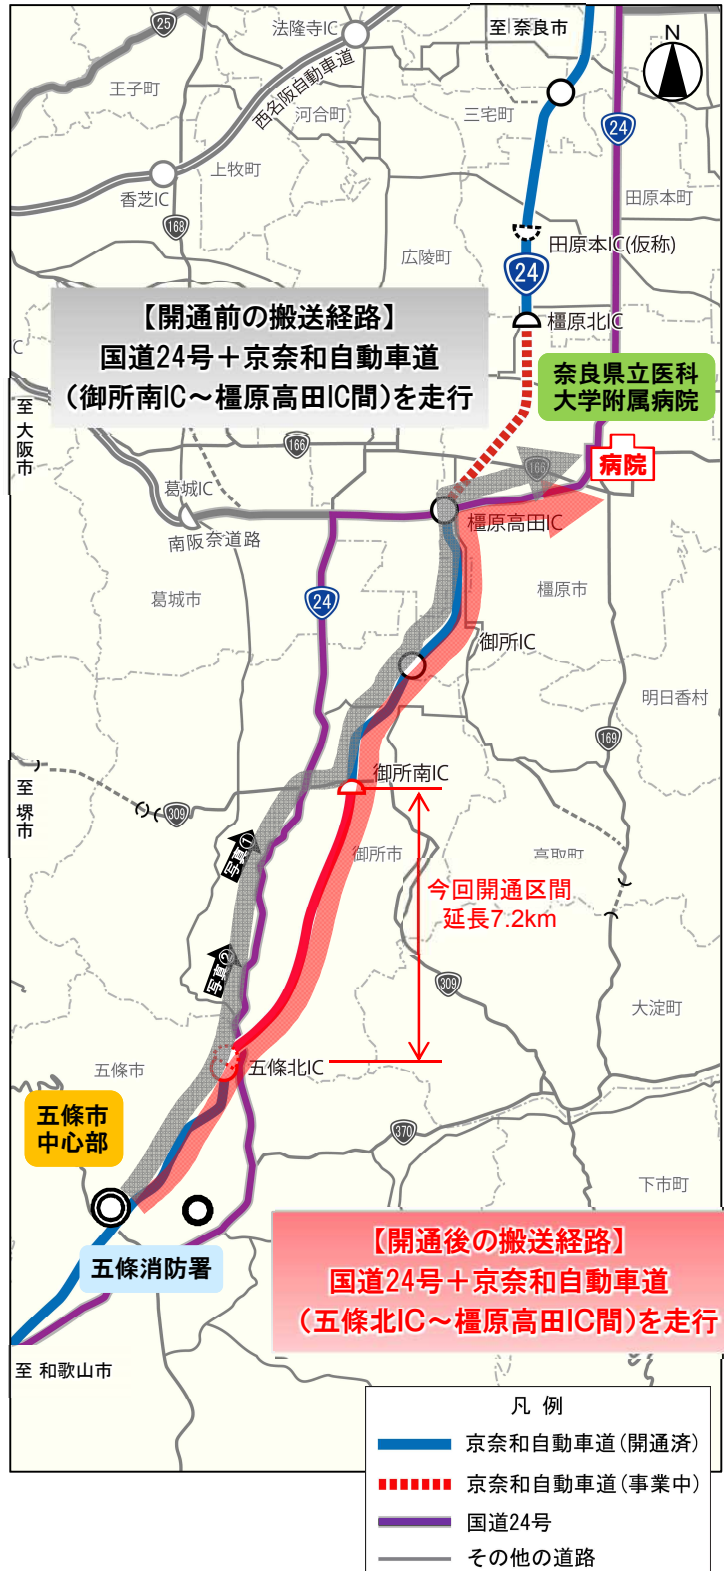 25
法隆寺IC
至 奈良市
N
王子町
西名阪自動車道
河合町
三宅町
24
上牧町
香芝IC
田原本町
168
広陵町
田原本IC(仮称)
24
【開通前の搬送経路】
国道24号＋京奈和自動車道
（御所南IC～橿原高田IC間）を走行
橿原北IC
C
奈良県立医科
大学附属病院
至 大阪市
166
166
病院
葛城IC
橿原高田IC
南阪奈道路
葛城市
24
橿原市
御所IC
明日香村
169
御所南IC
至 堺市
309
写真①
御所市
高取町
今回開通区間
延長7.2km
写真②
309
大淀町
五條市
五條北IC
五條市
中心部
370
下市町
五條消防署
【開通後の搬送経路】
国道24号＋京奈和自動車道
（五條北IC～橿原高田IC間）を走行
至 和歌山市
凡 例
京奈和自動車道（開通済）
京奈和自動車道（事業中）
国道24号
その他の道路